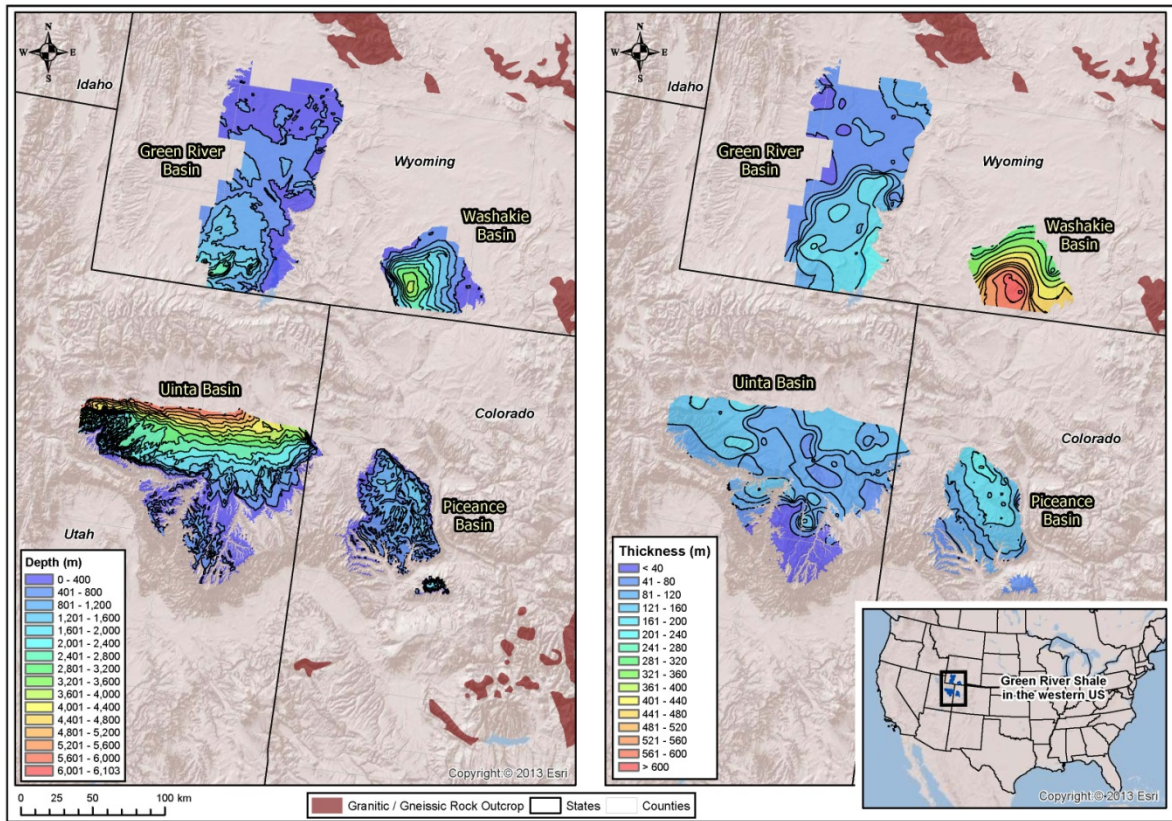 N
W E
S
Idaho
Green River
Basin
Wyoming
Washakie
Basin
Uinta Basin
Colorado
Piceance
Basin
Utah
Depth (m)
0 - 400
401 - 800
801 - 1,200
1,201 - 1,600
1,601 - 2,000
2,001 - 2,400
2,401 - 2,800
2,801 - 3,200
3,201 - 3,600
3,601 - 4,000
4,001 - 4,400
4,401 - 4,800
4,801 - 5,200
5,201 - 5,600
5,601 - 6,000
6,001 - 6,103
Copyright © 2013 Esri
N
W E
S
Idaho
Green River
Basin
Wyoming
Washakie
Basin
Uinta Basin
Colorado
Piceance
Basin
Utah
Thickness (m)
< 40
41 - 80
81 - 120
121 - 160
161 - 200
201 - 240
241 - 280
281 - 320
321 - 360
361 - 400
401 - 440
441 - 480
481 - 520
521 - 560
561 - 600
> 600
Green River Shale
in the western US
Copyright © 2013 Esri
0 25 50 100 km
Granitic / Gneissic Rock Outcrop States Counties